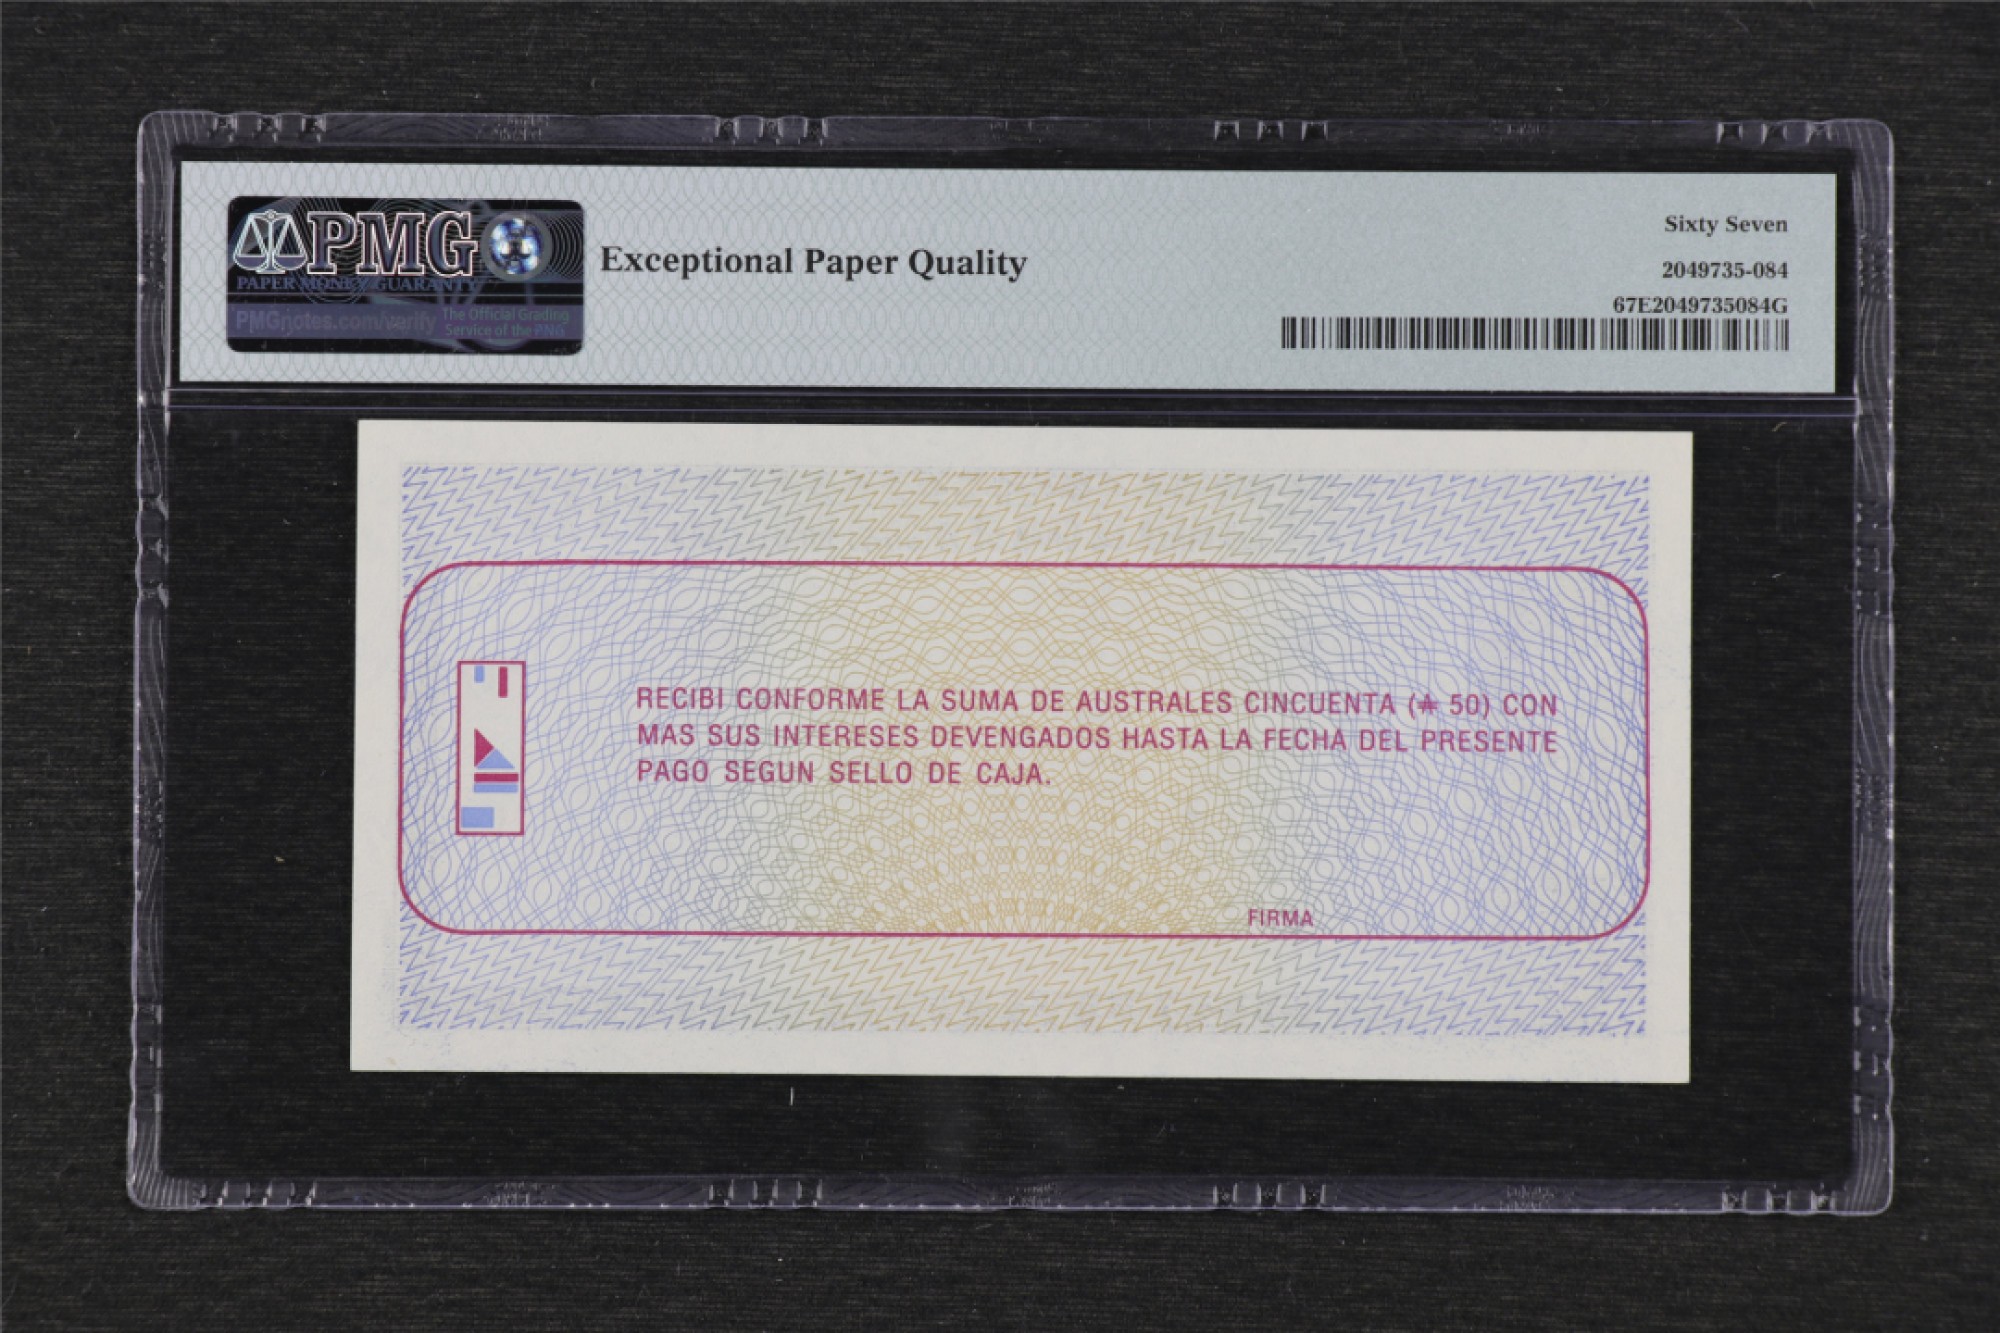 PMG
PAPER MONEY GUARANTY
PMGnotes.com/verify
The Official Grading
Service of the PNG
Exceptional Paper Quality
Sixty Seven
2049735-084
67E2049735084G
RECIBI CONFORME LA SUMA DE AUSTRALES CINCUENTA (₳ 50) CON
MAS SUS INTERESES DEVENGADOS HASTA LA FECHA DEL PRESENTE
PAGO SEGUN SELLO DE CAJA.
FIRMA